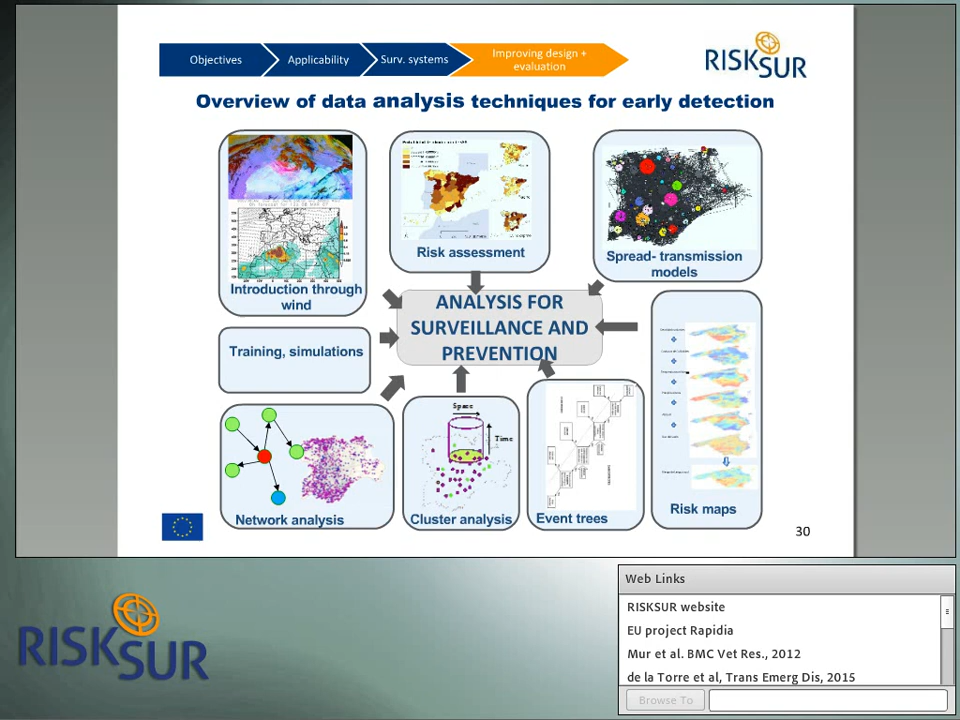 Objectives
Applicability
Surv. systems
Improving design +
evaluation
RISKSUR
Overview of data analysis techniques for early detection
Introduction through
wind
Risk assessment
Spread- transmission
models
ANALYSIS FOR
SURVEILLANCE AND
PREVENTION
Training, simulations
Network analysis
Space
Time
Cluster analysis
Event trees
Risk maps
30
RISKSUR
Web Links
RISKSUR website
EU project Rapidia
Mur et al. BMC Vet Res., 2012
de la Torre et al, Trans Emerg Dis, 2015
Browse To